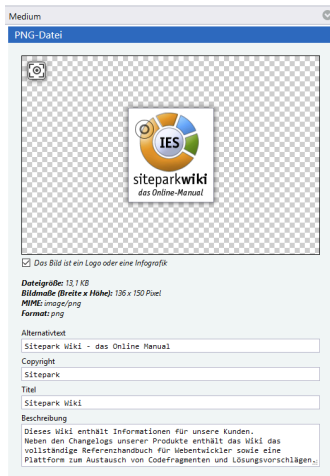 Medium
PNG-Datei
IES
siteparkwiki
das Online-Manual
Das Bild ist ein Logo oder eine Infografik
Dateigröße: 13,1 KB
Bildmaße (Breite x Höhe): 136 x 150 Pixel
MIME: image/png
Format: png
Alternativtext
Sitepark Wiki - das Online Manual
Copyright
Sitepark
Titel
Sitepark Wiki
Beschreibung
Dieses Wiki enthält Informationen für unsere Kunden.
Neben den Changelogs unserer Produkte enthält das Wiki das
vollständige Referenzhandbuch für Webentwickler sowie eine
Plattform zum Austausch von Codefragmenten und Lösungsvorschlägen.